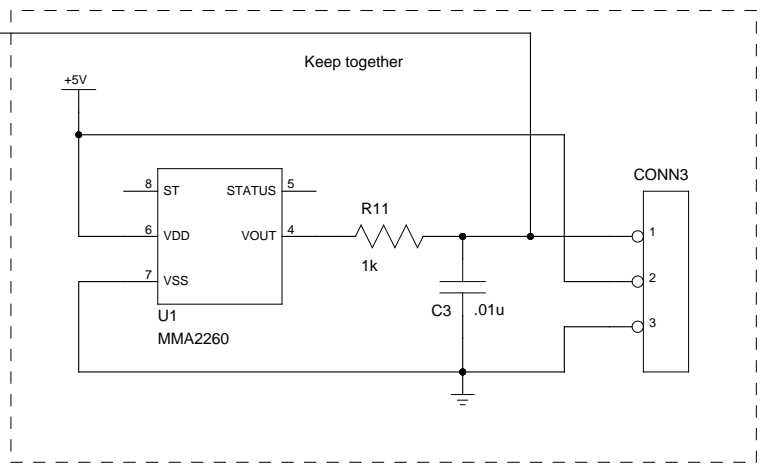 Keep together
+5V
CONN3
8 ST STATUS 5
R11
6 VDD VOUT 4
1
1k
7 VSS
2
C3 .01u
U1
3
MMA2260